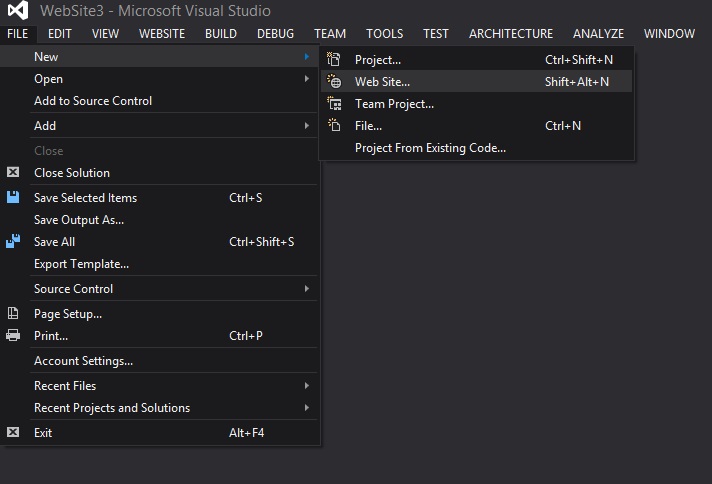 WebSite3 - Microsoft Visual Studio
FILE EDIT VIEW WEBSITE BUILD DEBUG TEAM TOOLS TEST ARCHITECTURE ANALYZE WINDOW
New
Open
Add to Source Control
Add
Close
Close Solution
Save Selected Items Ctrl+S
Save Output As...
Save All Ctrl+Shift+S
Export Template...
Source Control
Page Setup...
Print... Ctrl+P
Account Settings...
Recent Files
Recent Projects and Solutions
Exit Alt+F4
Project... Ctrl+Shift+N
Web Site... Shift+Alt+N
Team Project...
File... Ctrl+N
Project From Existing Code...